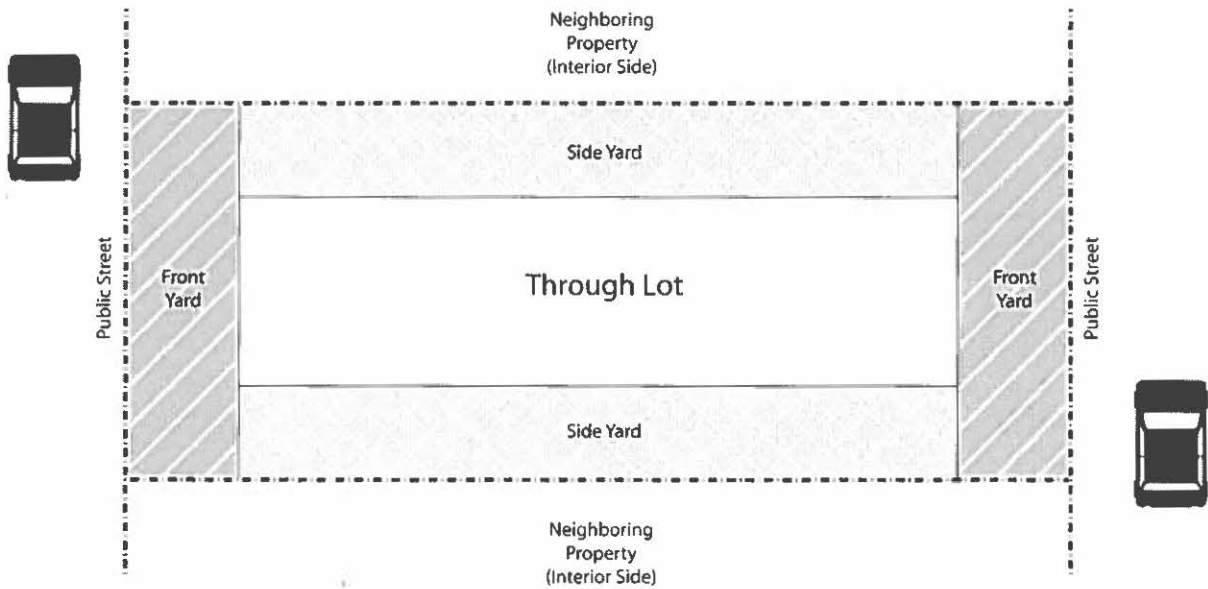 Neighboring
Property
(Interior Side)
Side Yard
Public Street
Front
Yard
Through Lot
Front
Yard
Public Street
Side Yard
Neighboring
Property
(Interior Side)